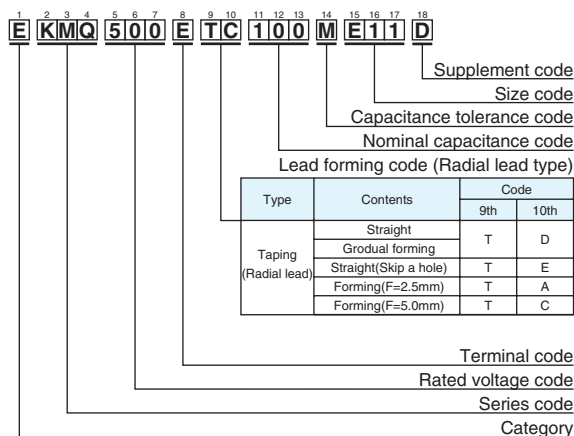 1 2 3 4 5 6 7 8 9 10 11 12 13 14 15 16 17 18
E KMQ 500 E TC 100 M E11 D
Supplement code
Size code
Capacitance tolerance code
Nominal capacitance code
Lead forming code (Radial lead type)
Type Contents Code
9th 10th
Taping
(Radial lead)
Straight T D
Grodual forming
Straight(Skip a hole) T E
Forming(F=2.5mm) T A
Forming(F=5.0mm) T C
Terminal code
Rated voltage code
Series code
Category